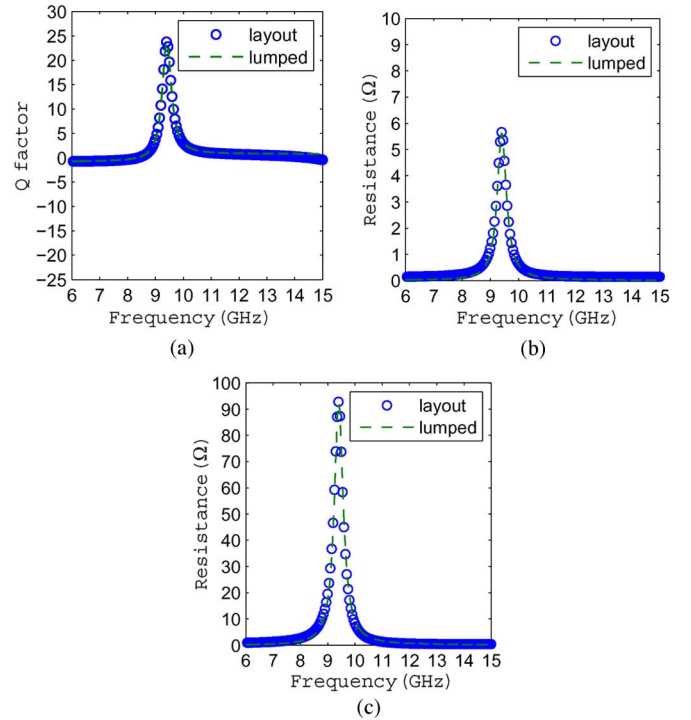 30
25
20
15
10
5
0
−5
−10
−15
−20
−25
Q factor
layout
lumped
6 7 8 9 10 11 12 13 14 15
Frequency(GHz)
(a)
10
9
8
7
6
5
4
3
2
1
0
Resistance(Ω)
layout
lumped
6 7 8 9 10 11 12 13 14 15
Frequency(GHz)
(b)
100
90
80
70
60
50
40
30
20
10
0
Resistance(Ω)
layout
lumped
6 7 8 9 10 11 12 13 14 15
Frequency(GHz)
(c)